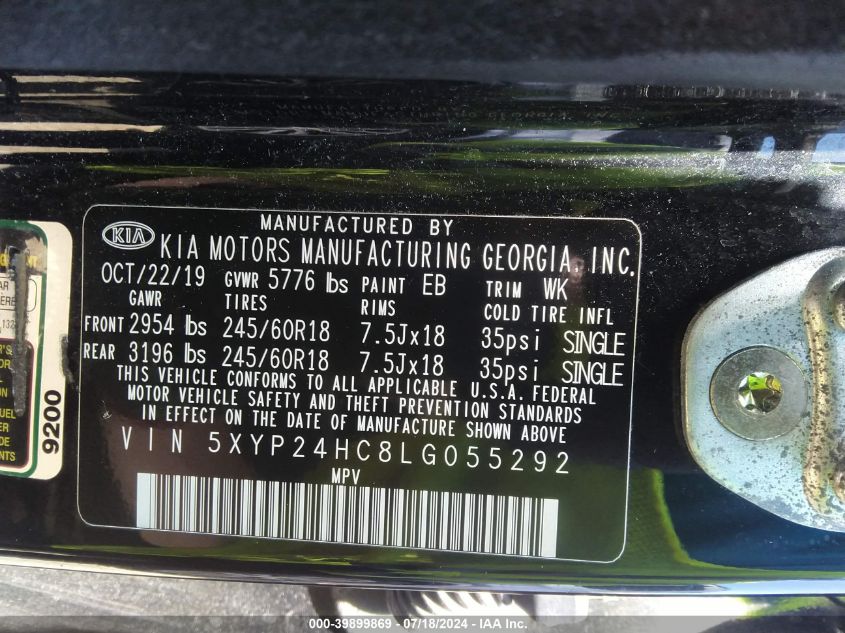 MANUFACTURED BY
KIA KIA MOTORS MANUFACTURING GEORGIA, INC.
OCT/22/19 GVWR 5776 lbs PAINT EB TRIM WK
GAWR TIRES RIMS COLD TIRE INFL
FRONT 2954 lbs 245/60R18 7.5Jx18 35psi SINGLE
REAR 3196 lbs 245/60R18 7.5Jx18 35psi SINGLE
THIS VEHICLE CONFORMS TO ALL APPLICABLE U.S.A. FEDERAL
MOTOR VEHICLE SAFETY AND THEFT PREVENTION STANDARDS
IN EFFECT ON THE DATE OF MANUFACTURE SHOWN ABOVE
VIN 5XYP24HC8LG055292
MPV
9200
000-39899869 07/18/2024 IAA Inc.